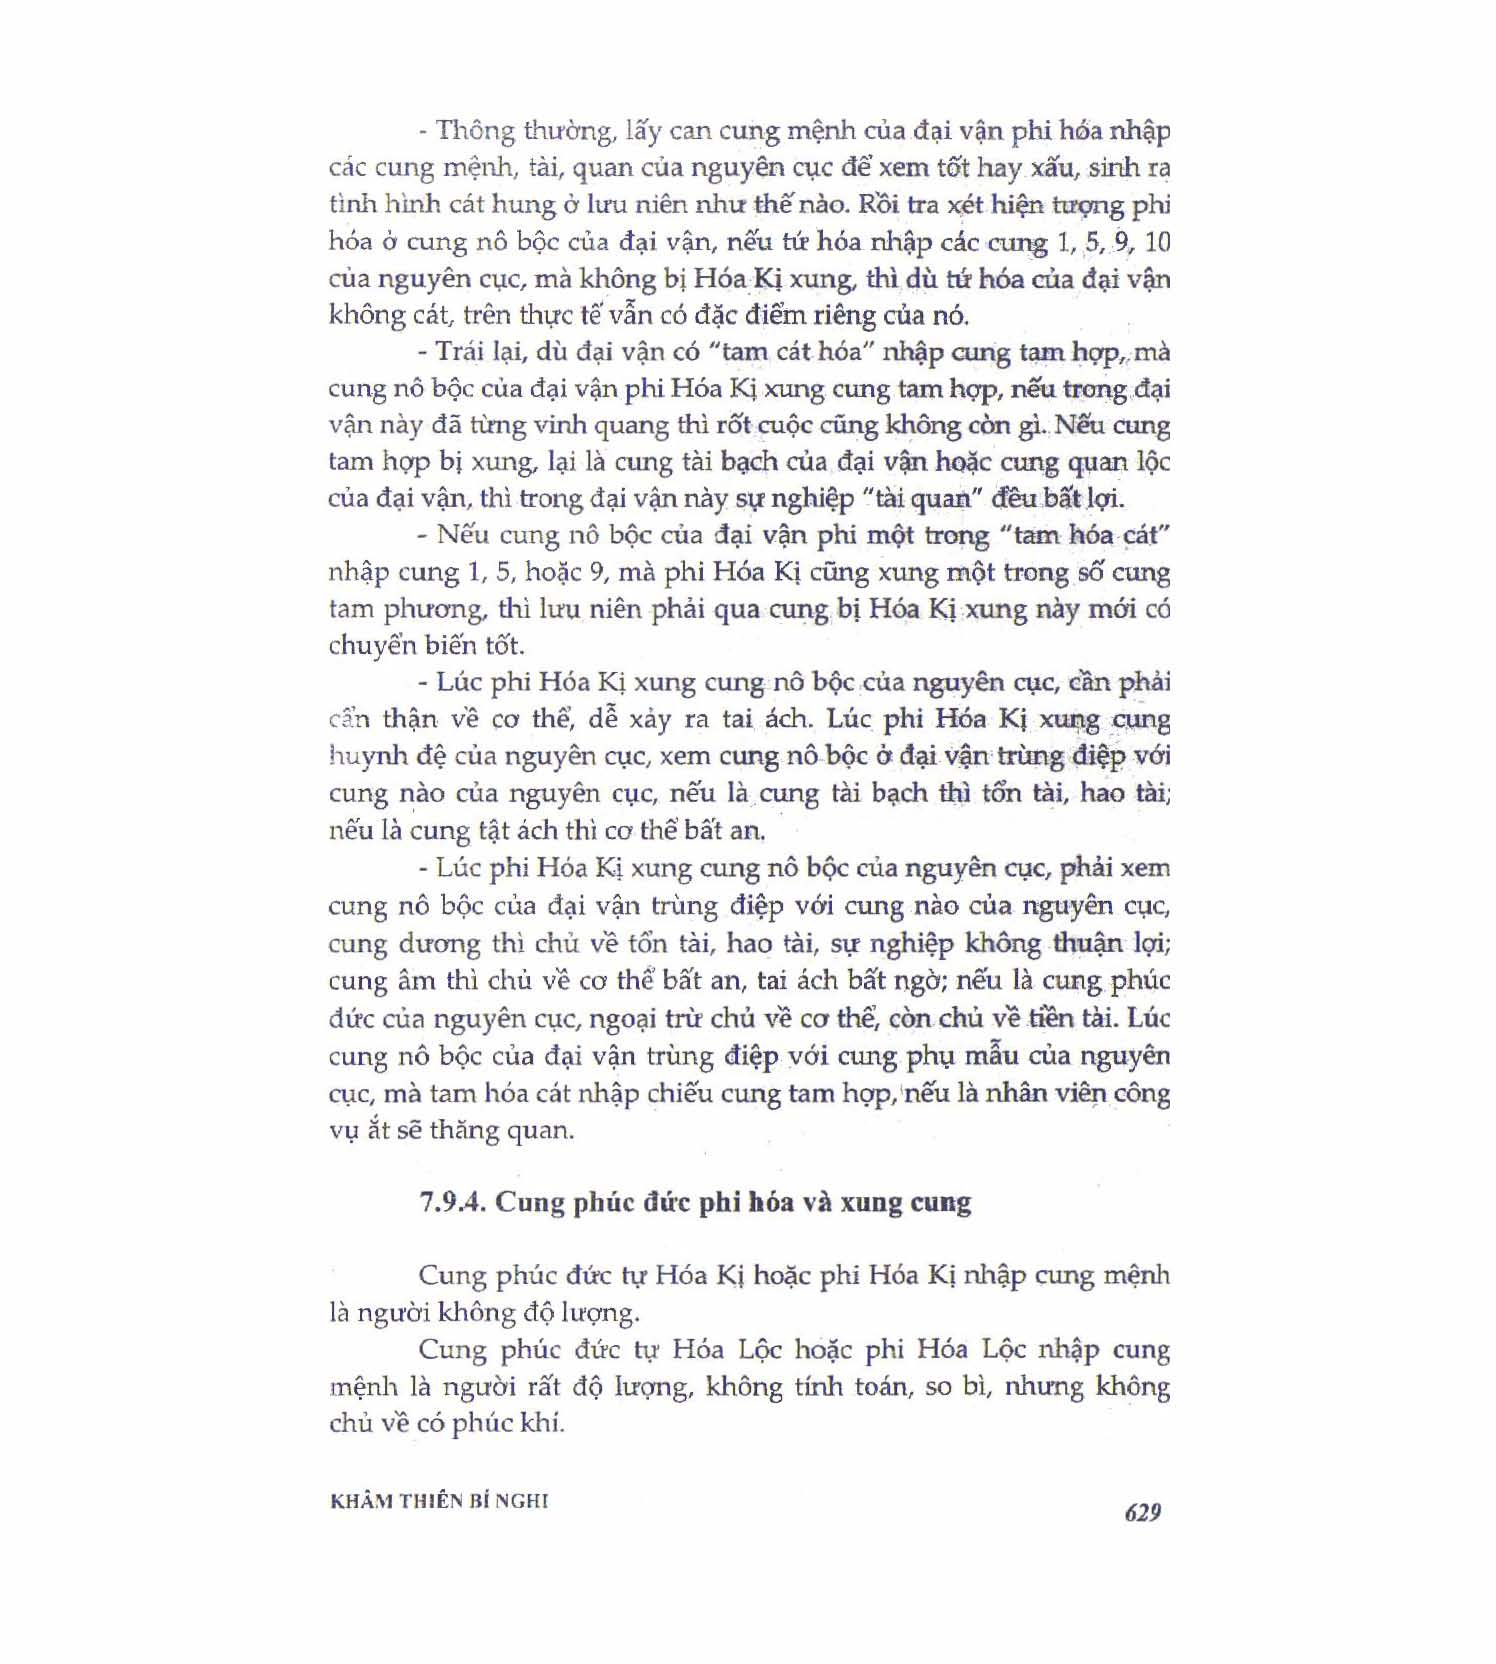 - Thông thường, lấy can cung mệnh của đại vận phi hóa nhập
các cung mệnh, tài, quan của nguyên cục để xem tốt hay xấu, sinh ra
tình hình cát hung ở lưu niên như thế nào. Rồi tra xét hiện tượng phi
hóa ở cung nô bộc của đại vận, nếu tứ hóa nhập các cung 1, 5, 9, 10
của nguyên cục, mà không bị Hóa Kị xung, thì dù tứ hóa của đại vận
không cát, trên thực tế vẫn có đặc điểm riêng của nó.
- Trái lại, dù đại vận có "tam cát hóa" nhập cung tam hợp, mà
cung nô bộc của đại vận phi Hóa Kị xung cung tam hợp, nếu trong đại
vận này đã từng vinh quang thì rốt cuộc cũng không còn gì. Nếu cung
tam hợp bị xung, lại là cung tài bạch của đại vận hoặc cung quan lộc
của đại vận, thì trong đại vận này sự nghiệp "tài quan" đều bất lợi.
- Nếu cung nô bộc của đại vận phi một trong "tam hóa cát"
nhập cung 1, 5, hoặc 9, mà phi Hóa Kị cũng xung một trong số cung
tam phương, thì lưu niên phải qua cung bị Hóa Kị xung này mới có
chuyển biến tốt.
- Lúc phi Hóa Kị xung cung nô bộc của nguyên cục, cần phải
cẩn thận về cơ thể, dễ xảy ra tai ách. Lúc phi Hóa Kị xung cung
huynh đệ của nguyên cục, xem cung nô bộc ở đại vận trùng điệp với
cung nào của nguyên cục, nếu là cung tài bạch thì tổn tài, hao tài;
nếu là cung tật ách thì cơ thể bất an.
- Lúc phi Hóa Kị xung cung nô bộc của nguyên cục, phải xem
cung nô bộc của đại vận trùng điệp với cung nào của nguyên cục,
cung dương thì chủ về tổn tài, hao tài, sự nghiệp không thuận lợi;
cung âm thì chủ về cơ thể bất an, tai ách bất ngờ; nếu là cung phúc
đức của nguyên cục, ngoại trừ chủ về cơ thể, còn chủ về tiền tài. Lúc
cung nô bộc của đại vận trùng điệp với cung phụ mẫu của nguyên
cục, mà tam hóa cát nhập chiếu cung tam hợp, nếu là nhân viên công
vụ ắt sẽ thăng quan.
7.9.4. Cung phúc đức phi hóa và xung cung
Cung phúc đức tự Hóa Kị hoặc phi Hóa Kị nhập cung mệnh
là người không độ lượng.
Cung phúc đức tự Hóa Lộc hoặc phi Hóa Lộc nhập cung
mệnh là người rất độ lượng, không tính toán, so bì, nhưng không
chủ về có phúc khí.
KHÂM THIÊN BÍ NGHI
629